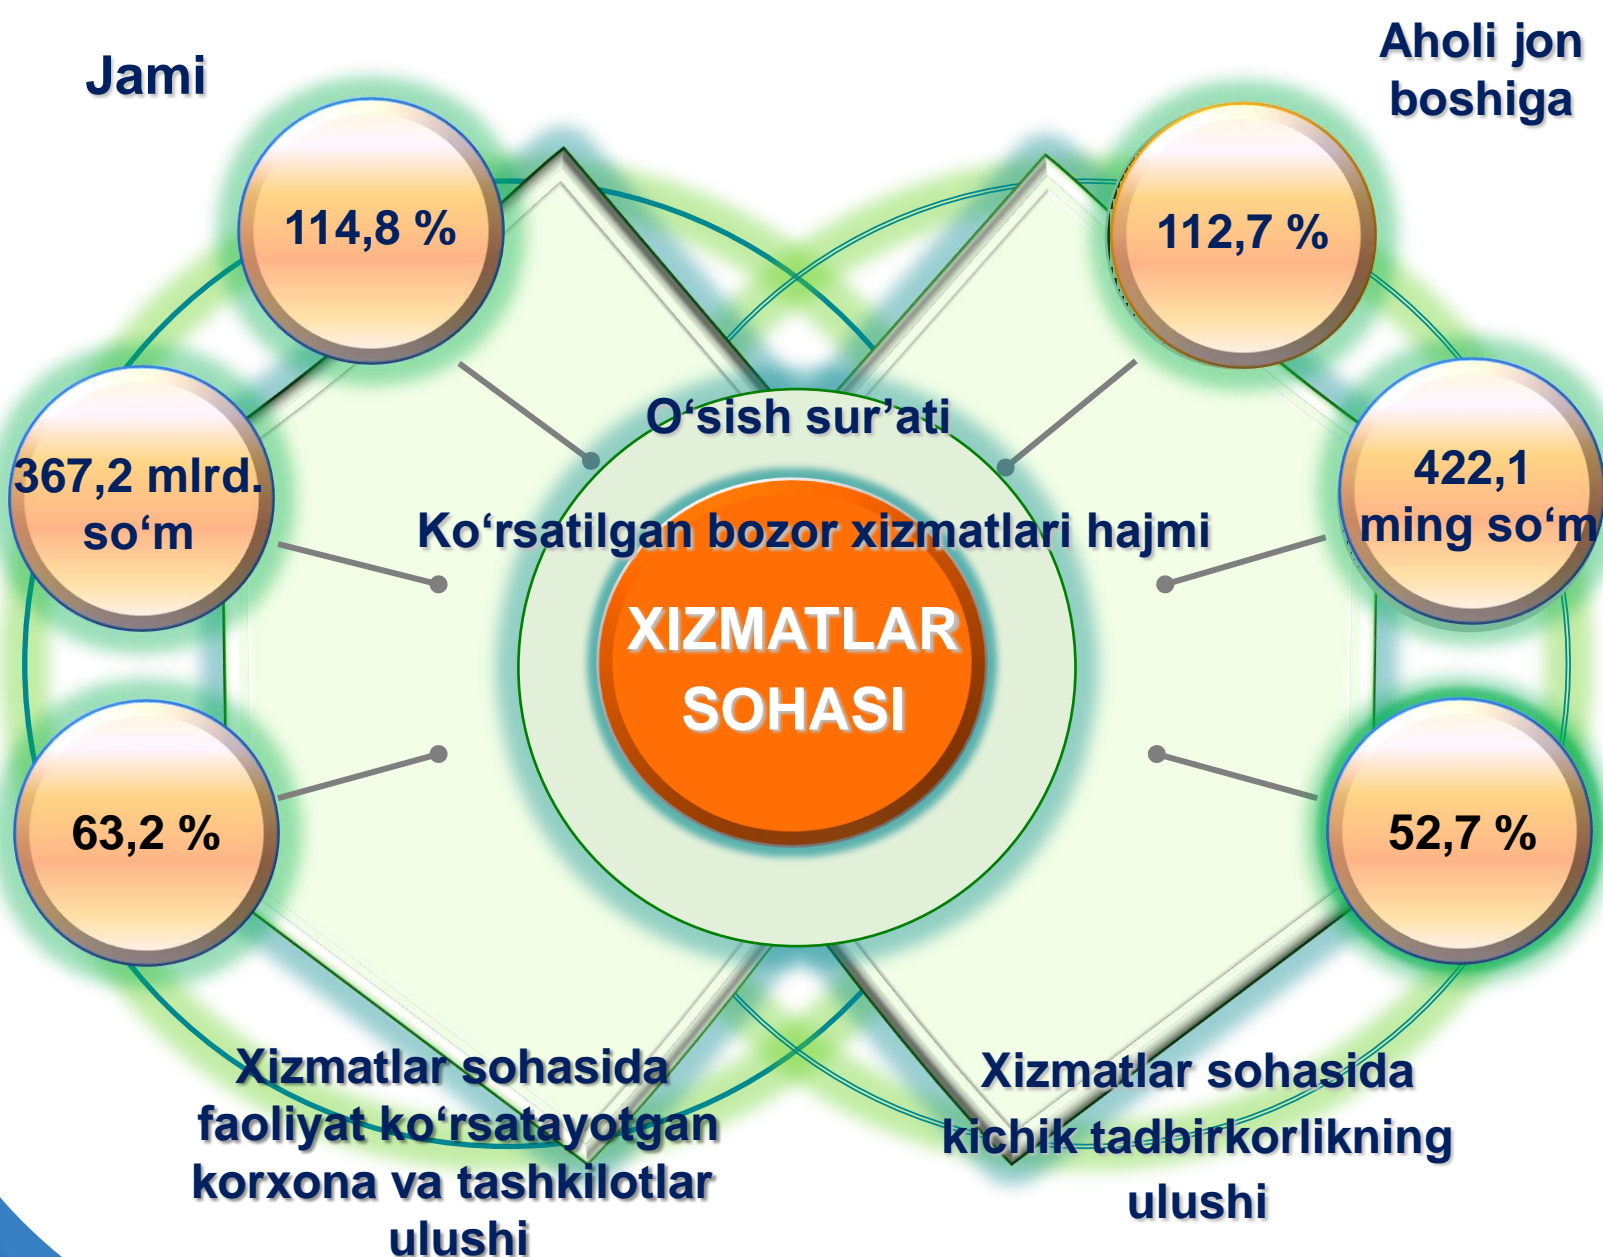 Jami
Aholi jon
boshiga
114,8 %
112,7 %
O‘sish sur’ati
367,2 mlrd.
so‘m
422,1
ming so‘m
Ko‘rsatilgan bozor xizmatlari hajmi
XIZMATLAR
SOHASI
63,2 %
52,7 %
Xizmatlar sohasida
faoliyat ko‘rsatayotgan
korxona va tashkilotlar
ulushi
Xizmatlar sohasida
kichik tadbirkorlikning
ulushi